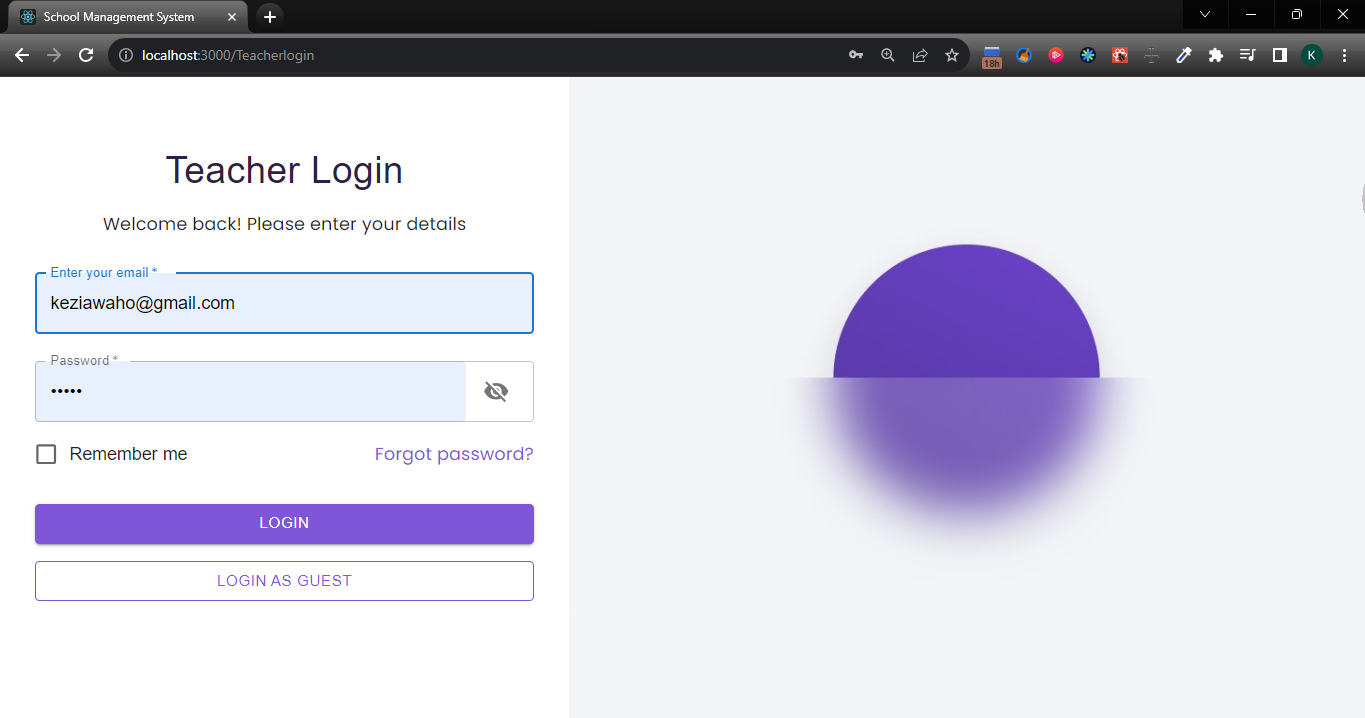 School Management System
localhost:3000/Teacherlogin
18h
K
Teacher Login
Welcome back! Please enter your details
Enter your email *
keziawaho@gmail.com
Password *
•••••
Remember me
Forgot password?
LOGIN
LOGIN AS GUEST